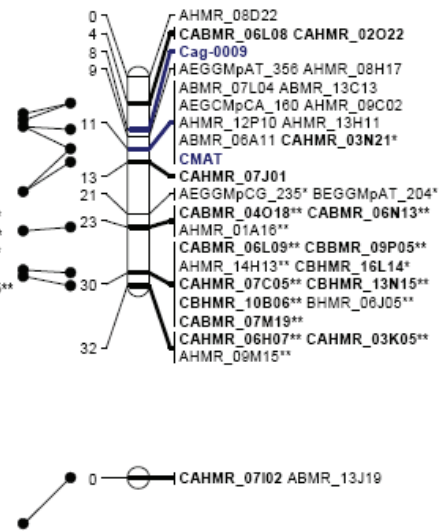 0 AHMR_08D22
4 CABMR_06L08 CAHMR_02O22
8 Cag-0009
9 AEGGMpAT_356 AHMR_08H17
ABMR_07L04 ABMR_13C13
AEGCMpCA_160 AHMR_09C02
11 AHMR_12P10 AHMR_13H11
ABMR_06A11 CAHMR_03N21*
CMAT
13 CAHMR_07J01
21 AEGGMpCG_235* BEGGMpAT_204*
CABMR_04O18** CABMR_06N13**
23 AHMR_01A16**
CABMR_06L09** CBBMR_09P05**
AHMR_14H13** CBHMR_16L14*
30 CAHMR_07C05** CBHMR_13N15**
CBHMR_10B06** BHMR_06J05**
CABMR_07M19**
32 CAHMR_06H07** CAHMR_03K05**
AHMR_09M15**
0 CAHMR_07I02 ABMR_13J19